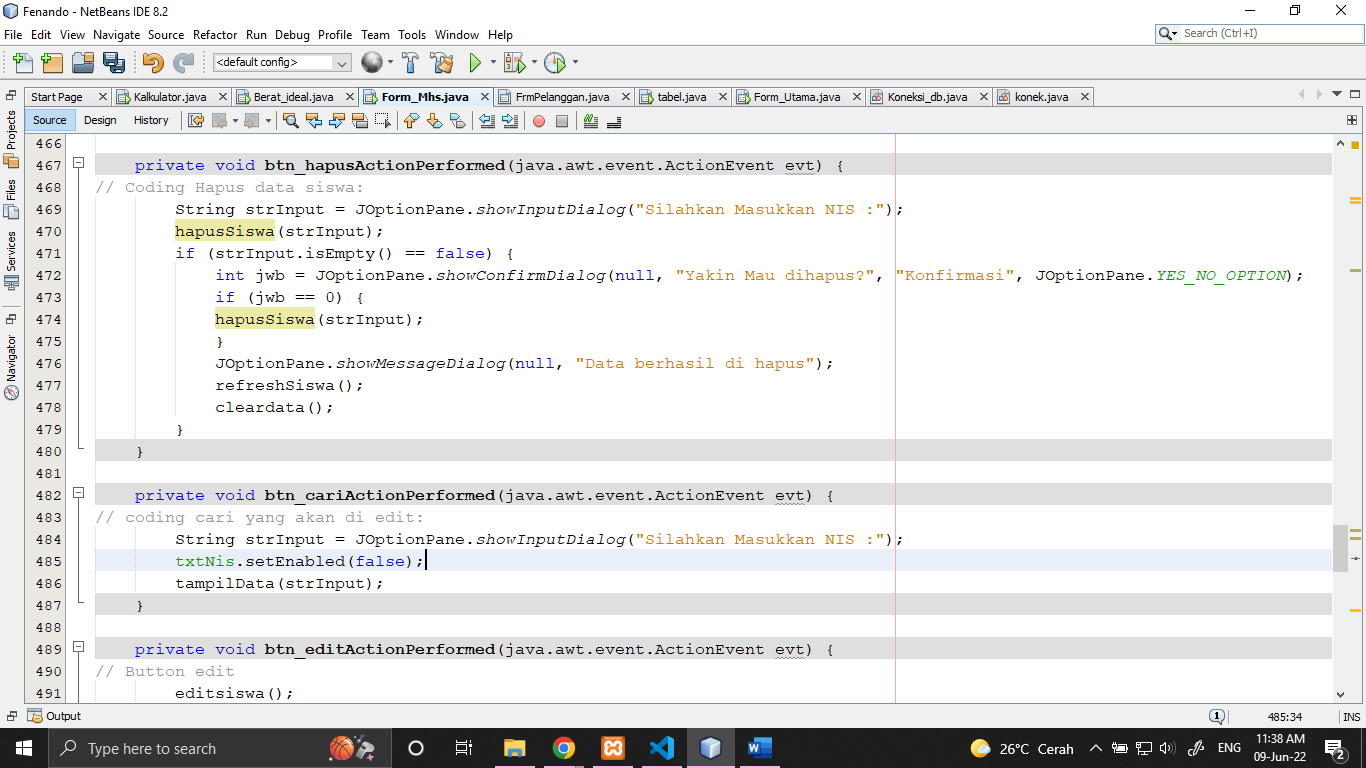 Fenando - NetBeans IDE 8.2
File Edit View Navigate Source Refactor Run Debug Profile Team Tools Window Help
Search (Ctrl+I)
<default config>
Start Page Kalkulator.java Berat_ideal.java Form_Mhs.java FrmPelanggan.java tabel.java Form_Utama.java Koneksi_db.java konek.java
Source Design History
Projects
Files
Services
Navigator
466
467 private void btn_hapusActionPerformed(java.awt.event.ActionEvent evt) {
468 // Coding Hapus data siswa:
469 String strInput = JOptionPane.showInputDialog("Silahkan Masukkan NIS :");
470 hapusSiswa(strInput);
471 if (strInput.isEmpty() == false) {
472 int jwb = JOptionPane.showConfirmDialog(null, "Yakin Mau dihapus?", "Konfirmasi", JOptionPane.YES_NO_OPTION);
473 if (jwb == 0) {
474 hapusSiswa(strInput);
475 }
476 JOptionPane.showMessageDialog(null, "Data berhasil di hapus");
477 refreshSiswa();
478 cleardata();
479 }
480 }
481
482 private void btn_cariActionPerformed(java.awt.event.ActionEvent evt) {
483 // coding cari yang akan di edit:
484 String strInput = JOptionPane.showInputDialog("Silahkan Masukkan NIS :");
485 txtNis.setEnabled(false);
486 tampilData(strInput);
487 }
488
489 private void btn_editActionPerformed(java.awt.event.ActionEvent evt) {
490 // Button edit
491 editsiswa();
Output
1
485:34
INS
Type here to search
26°C Cerah
ENG
11:38 AM
09-Jun-22
2